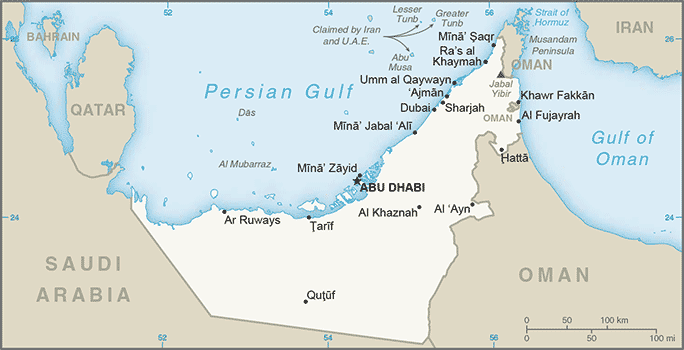 52
54
Lesser
Tunb
Greater
Tunb
Strait of
Hormuz
BAHRAIN
Claimed by Iran
and U.A.E.
Mīnā' Şaqr
Musandam
Peninsula
IRAN
Abu
Musa
Ra's al
Khaymah
OMAN
Umm al Qaywayn
Jabal
Yibir
Persian Gulf
'Ajmān
Khawr Fakkān
QATAR
Dās
Dubai
Sharjah
OMAN
Al Fujayrah
Mīnā' Jabal 'Alī
Gulf of
Oman
Al Mubarraz
Mīnā' Zāyid
Hattā
ABU DHABI
24
Ar Ruways
Ţarīf
Al Khaznah
Al 'Ayn
24
SAUDI
ARABIA
OMAN
Quţūf
0 50 100 km
0 50 100 mi
52
54
56